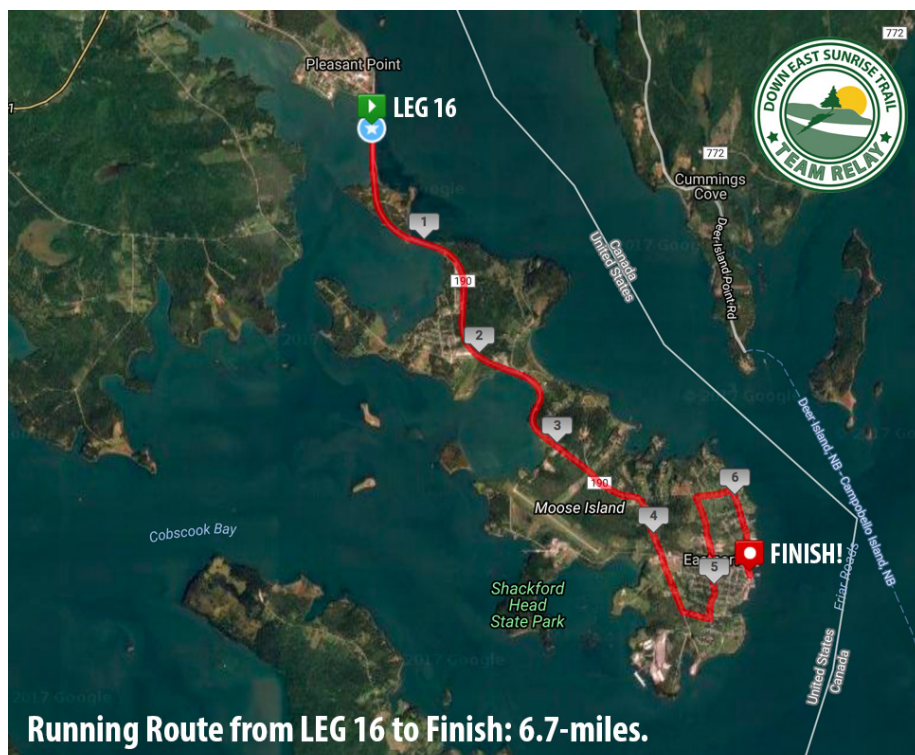 772
Pleasant Point
LEG 16
DOWN EAST SUNRISE TRAIL
TEAM RELAY
772
Cummings
Cove
1
1
Canada
United States
190
Deer Island Point Rd
2
3
Deer Island, NB - Campobello Island, NB
190
Moose Island
4
6
Cobscook Bay
FINISH!
5
Friar Roads
Shackford
Head
State Park
United States
Canada
2017 Google
Running Route from LEG 16 to Finish: 6.7-miles.